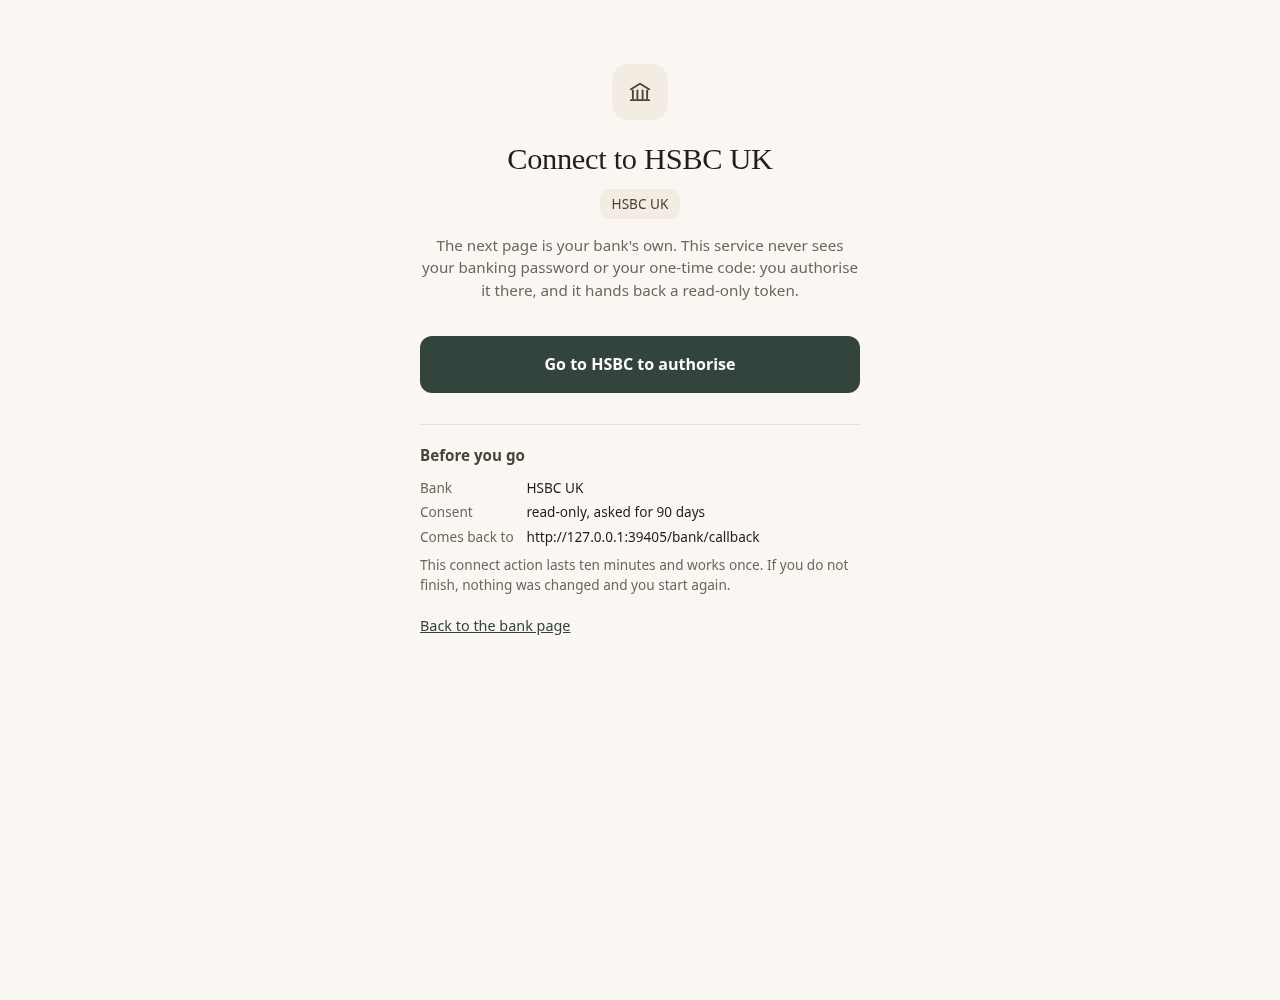 Connect to HSBC UK
HSBC UK
The next page is your bank's own. This service never sees
your banking password or your one-time code: you authorise
it there, and it hands back a read-only token.
Go to HSBC to authorise
Before you go
Bank HSBC UK
Consent read-only, asked for 90 days
Comes back to http://127.0.0.1:39405/bank/callback
This connect action lasts ten minutes and works once. If you do not
finish, nothing was changed and you start again.
Back to the bank page